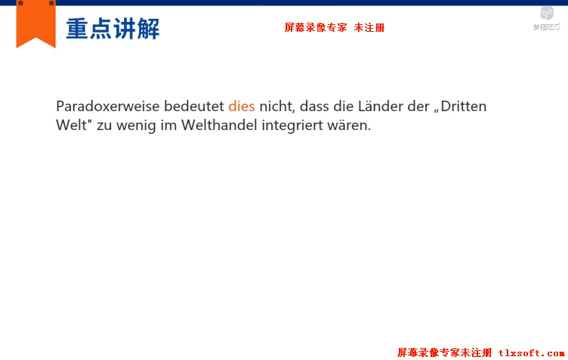 重点讲解
屏幕录像专家 未注册
Paradoxerweise bedeutet dies nicht, dass die Länder der „Dritten
Welt" zu wenig im Welthandel integriert wären.
屏幕录像专家未注册 tlxsoft.com